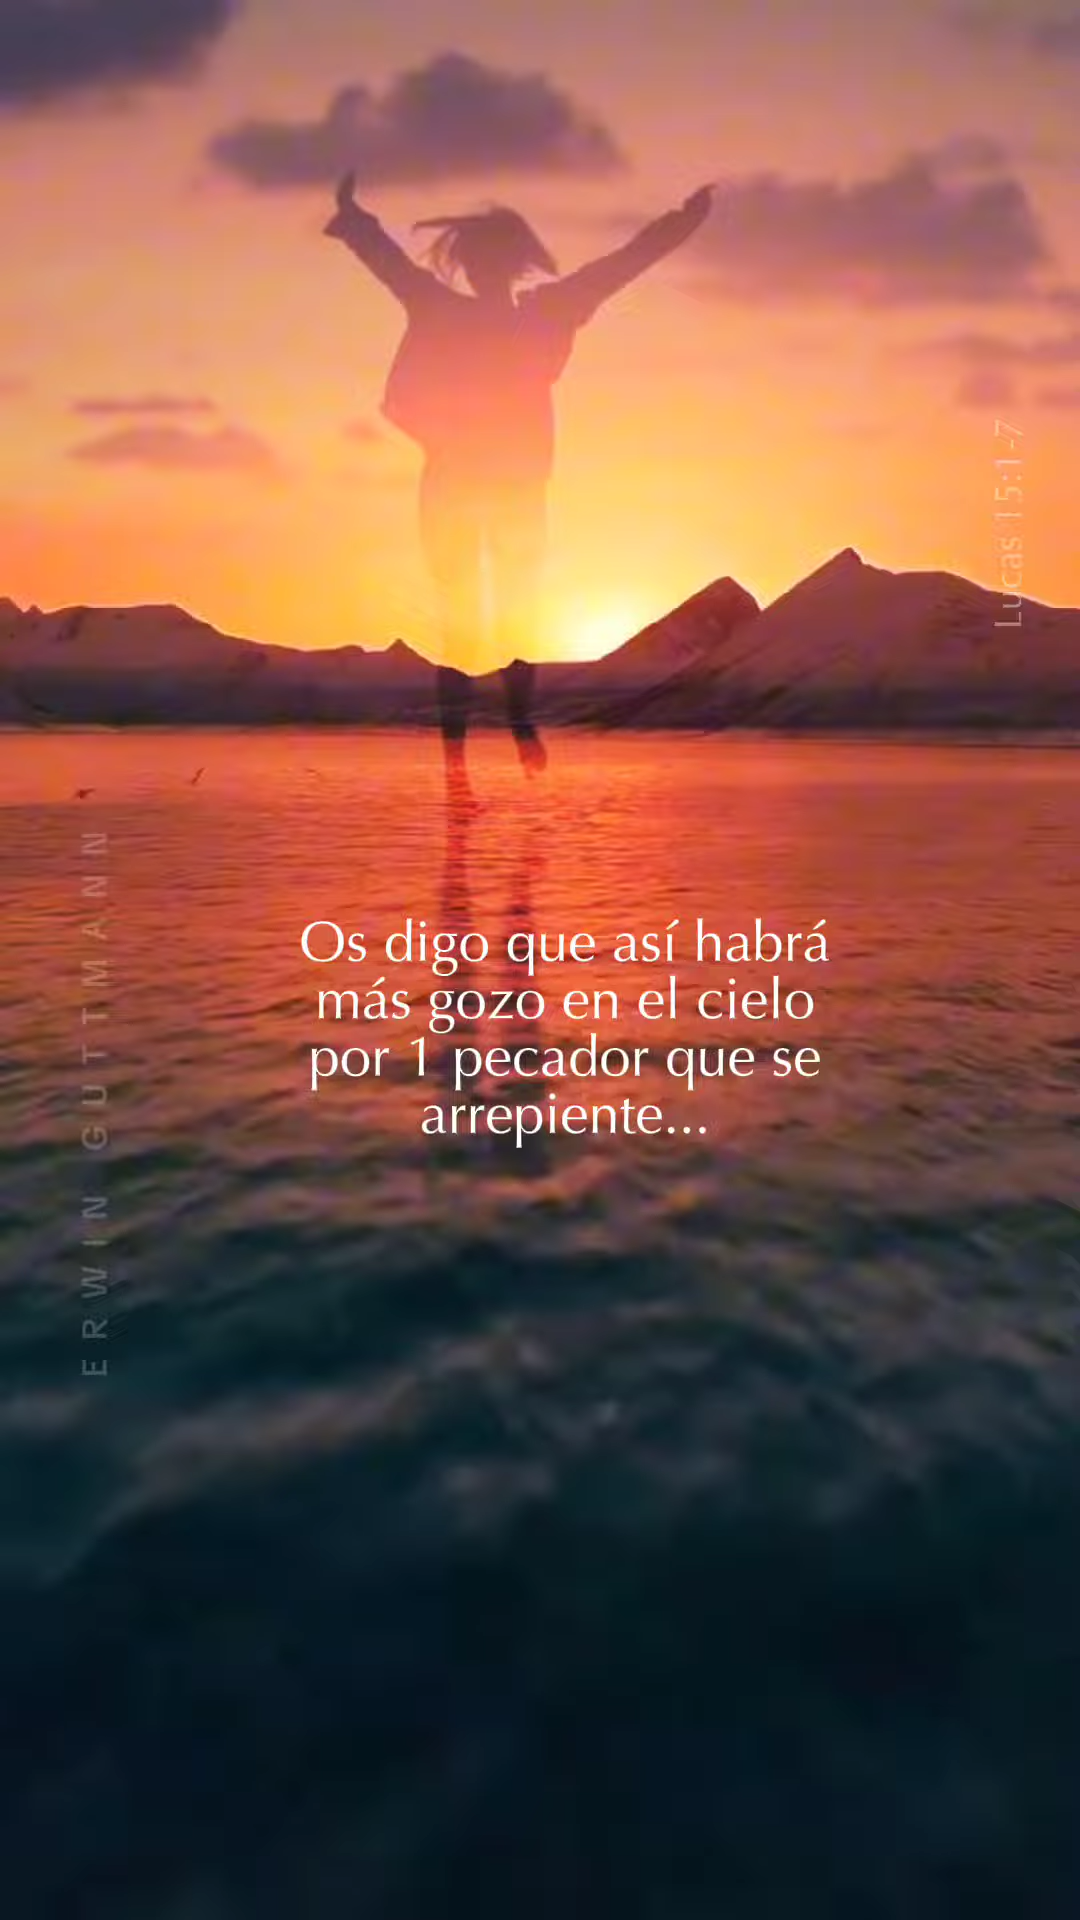 Lucas 15:1-7
ERWIN GUTTMANN
Os digo que así habrá
más gozo en el cielo
por 1 pecador que se
arrepiente...